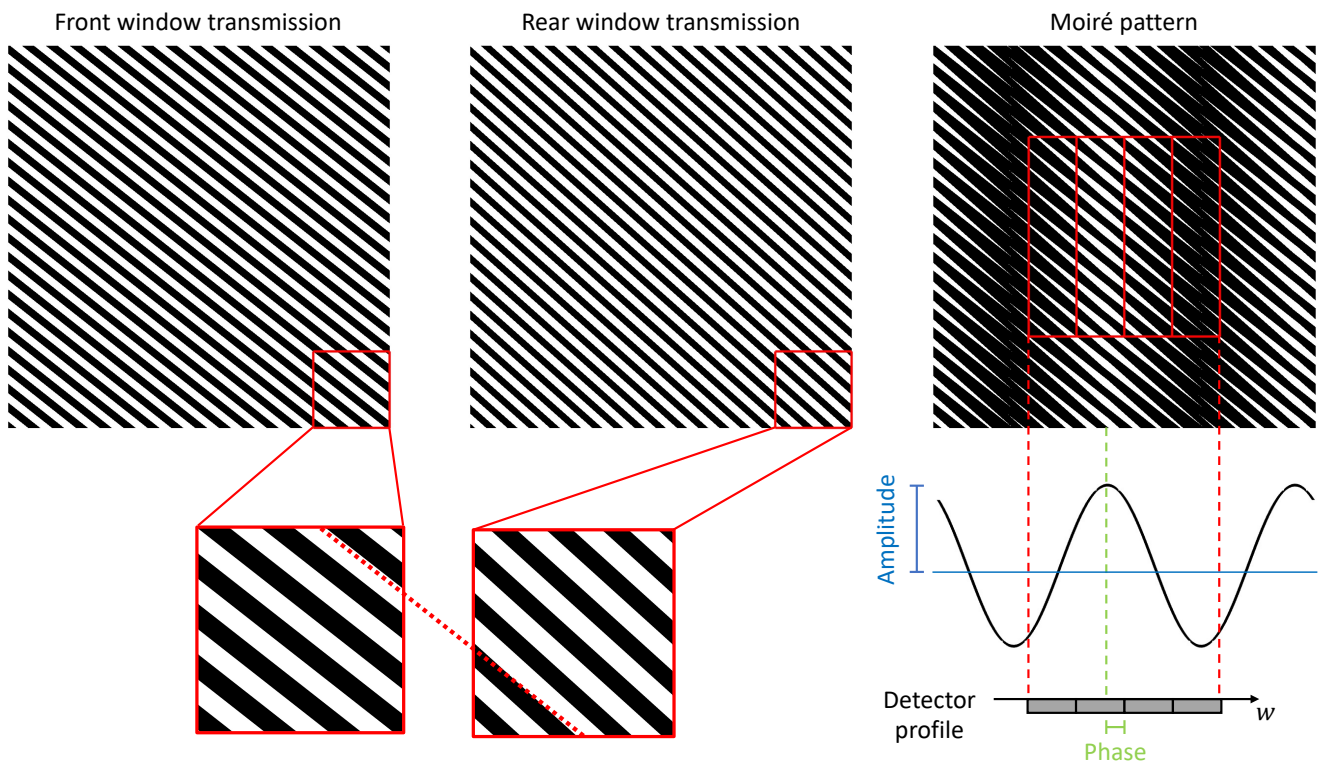 Front window transmission
Rear window transmission
Moiré pattern
Amplitude
Detector
profile
w
Phase